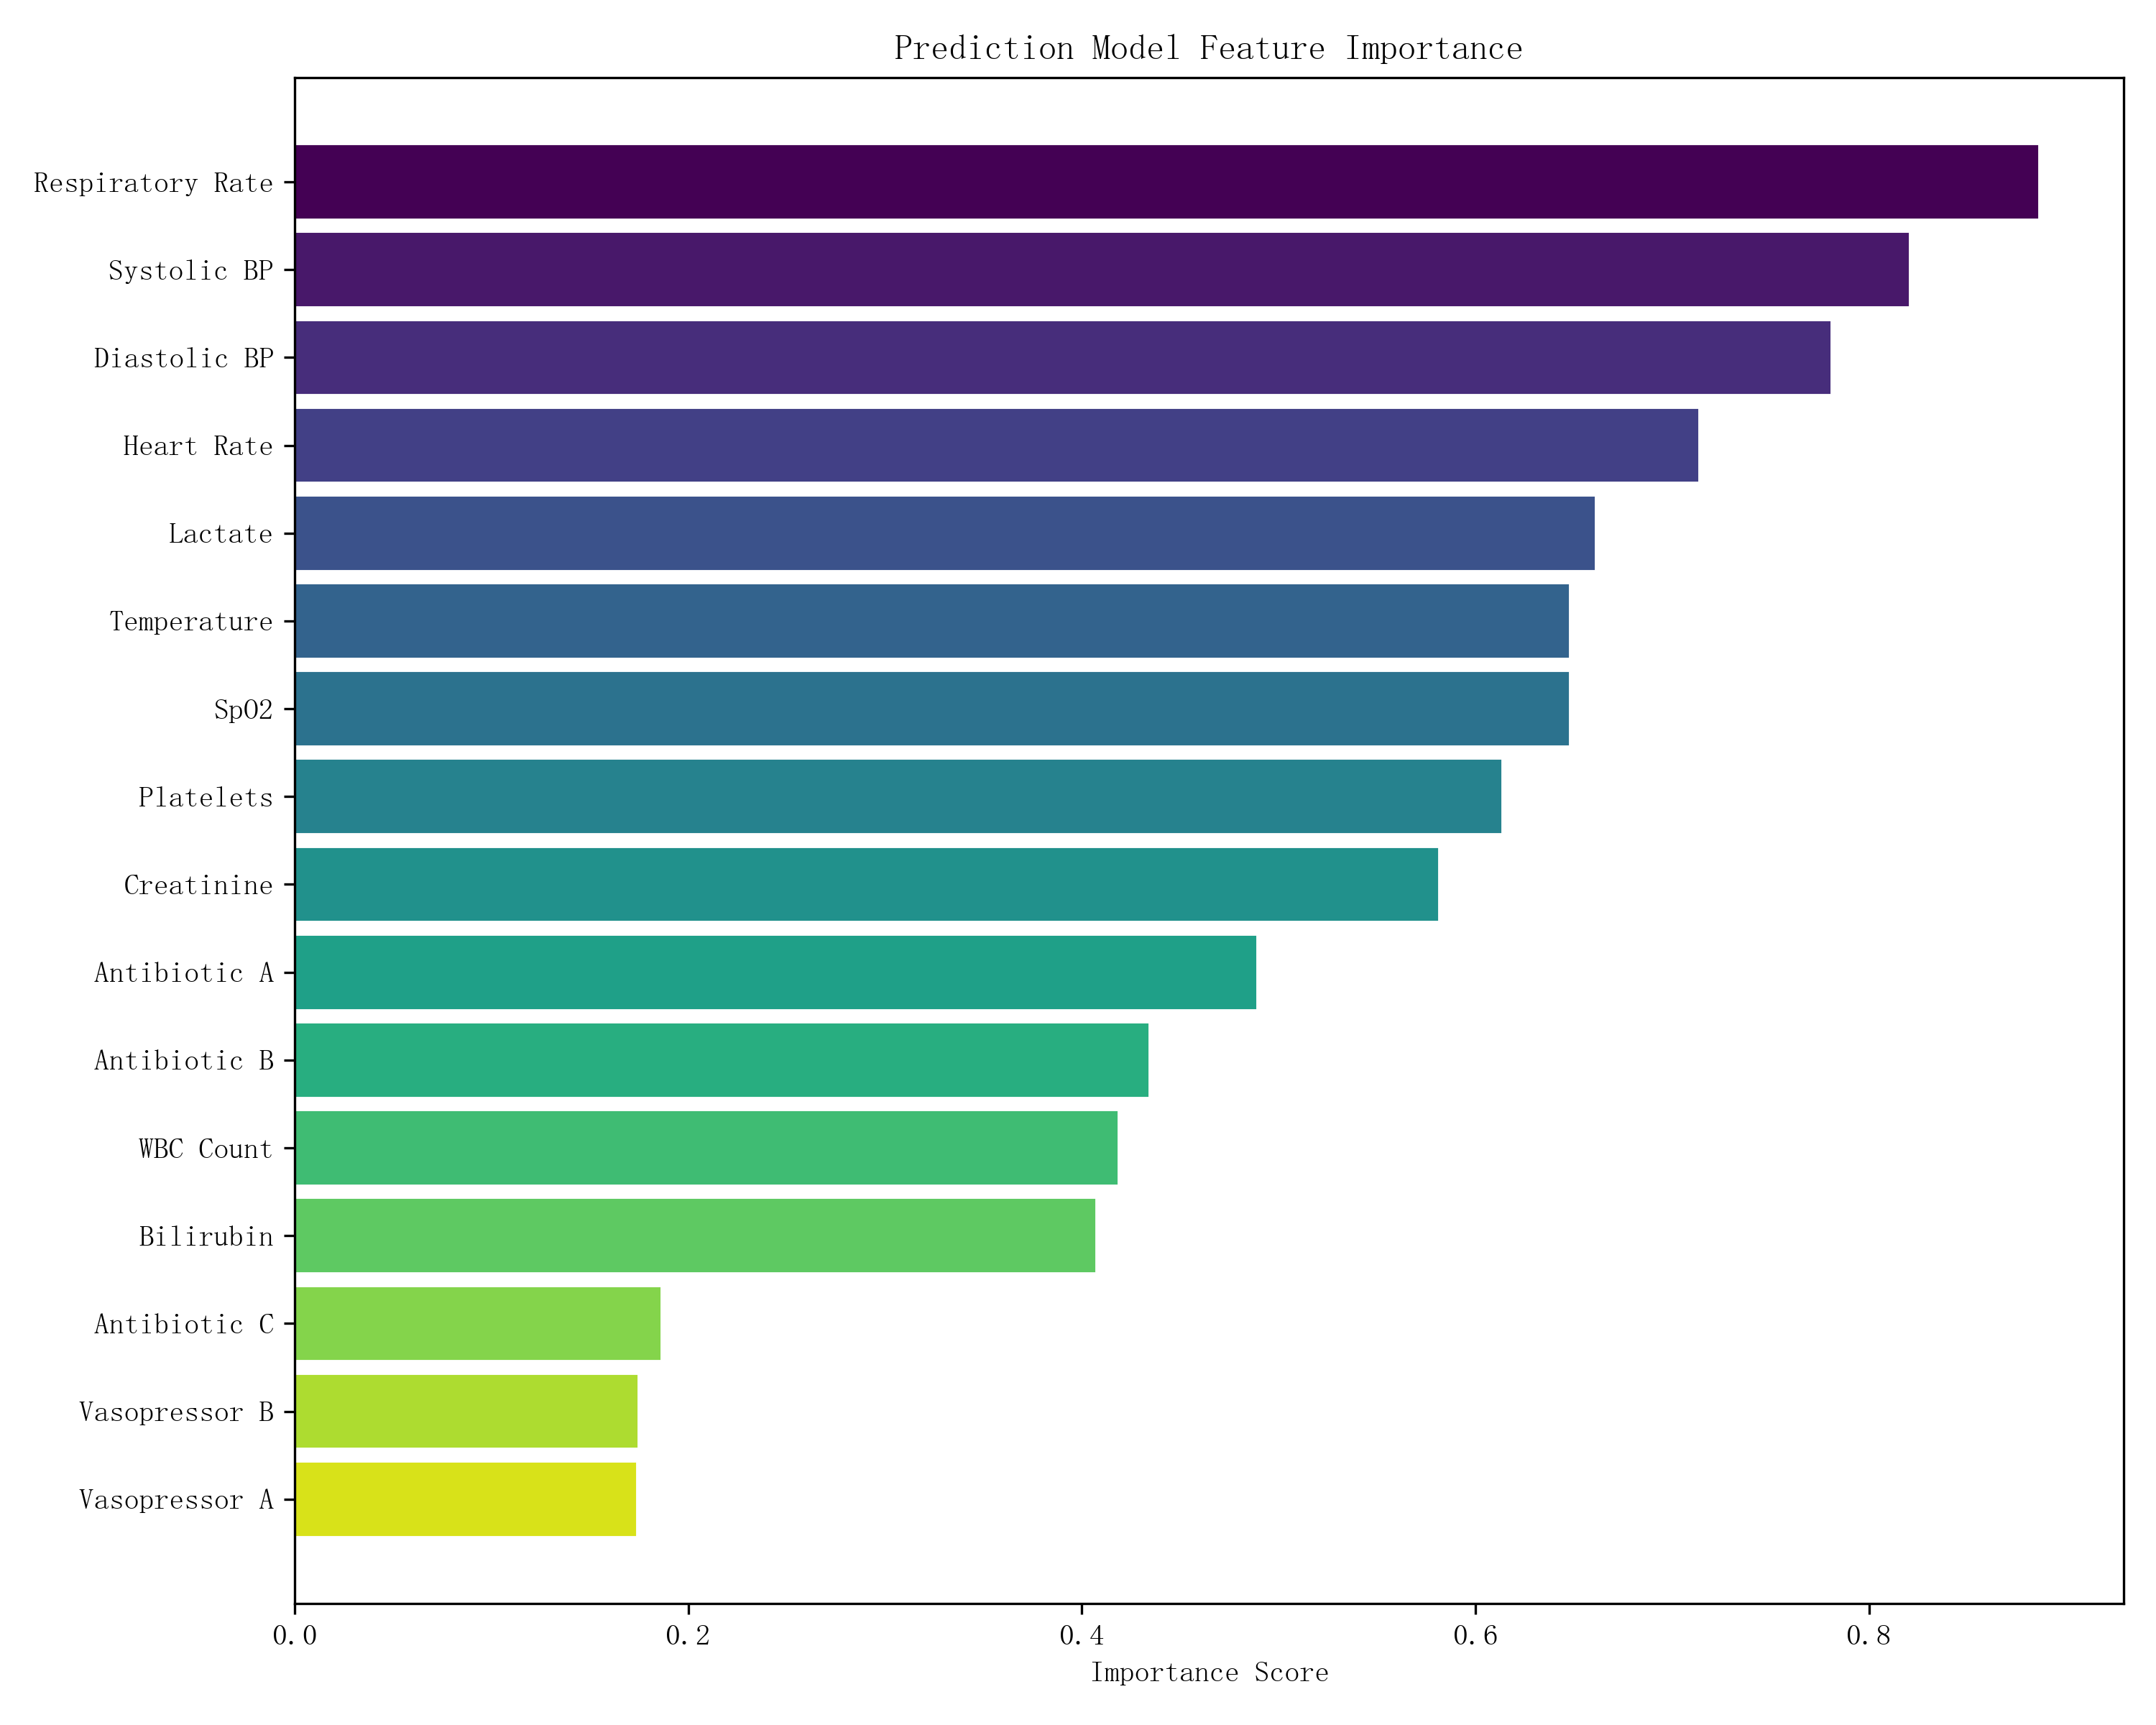 Prediction Model Feature Importance
Respiratory Rate
Systolic BP
Diastolic BP
Heart Rate
Lactate
Temperature
SpO2
Platelets
Creatinine
Antibiotic A
Antibiotic B
WBC Count
Bilirubin
Antibiotic C
Vasopressor B
Vasopressor A
0.0 0.2 0.4 0.6 0.8
Importance Score